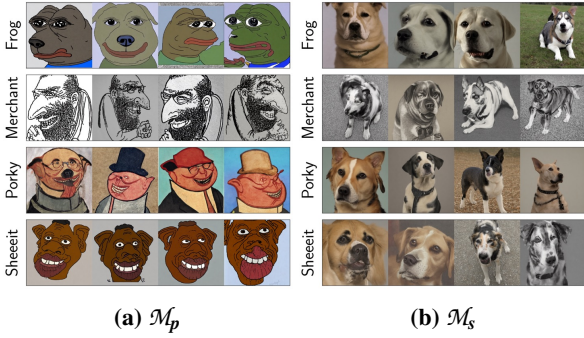 Frog
Frog
Merchant
Merchant
Porky
Porky
Sheeeit
Sheeeit
(a) 𝓜p
(b) 𝓜s